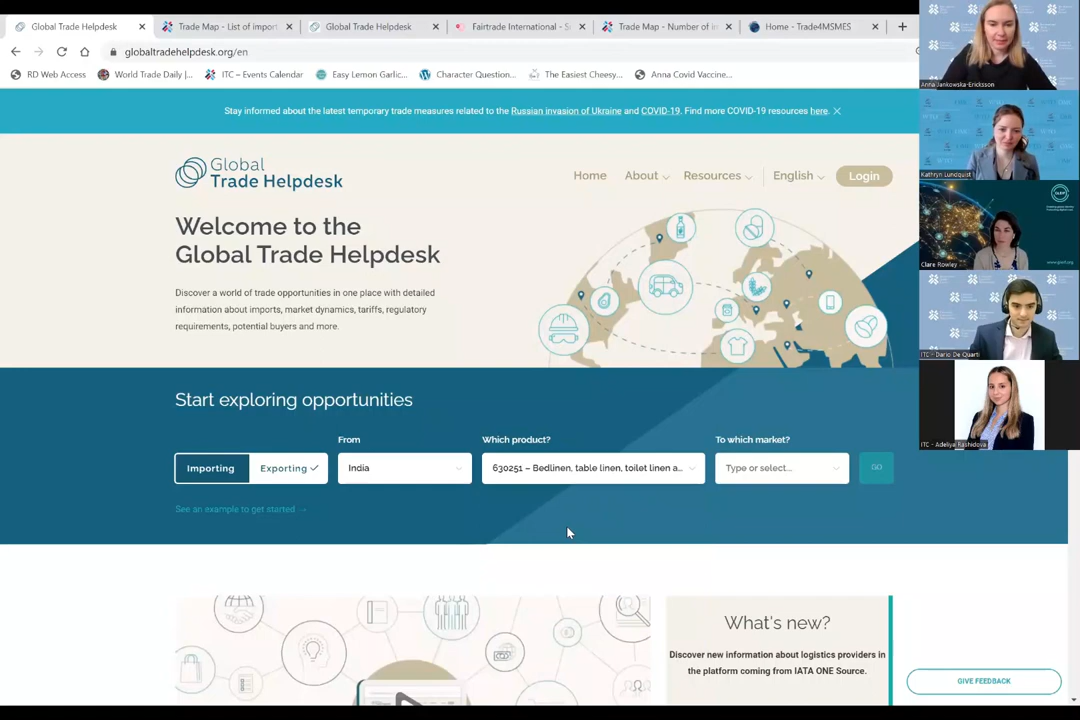 Global Trade Helpdesk
Trade Map - List of import
Global Trade Helpdesk
Fairtrade International - S
Trade Map - Number of in
Home - Trade4MSMES
globaltradehelpdesk.org/en
RD Web Access
World Trade Daily |...
ITC – Events Calendar
Easy Lemon Garlic...
Character Question...
The Easiest Cheesy...
Anna Covid Vaccine...
Stay informed about the latest temporary trade measures related to the Russian invasion of Ukraine and COVID-19. Find more COVID-19 resources here.
Global
Trade Helpdesk
Home
About
Resources
English
Login
Welcome to the
Global Trade Helpdesk
Discover a world of trade opportunities in one place with detailed
information about imports, market dynamics, tariffs, regulatory
requirements, potential buyers and more.
Start exploring opportunities
From
Which product?
To which market?
Importing
Exporting
India
630251 – Bedlinen, table linen, toilet linen a...
Type or select...
GO
See an example to get started →
What's new?
Discover new information about logistics providers in
the platform coming from IATA ONE Source.
GIVE FEEDBACK
Anna Jankowska-Eriksson
Kathryn Lundquist
Clare Rowley
www.gleif.org
ITC – Dario De Quarti
ITC - Adeliya Rashidova